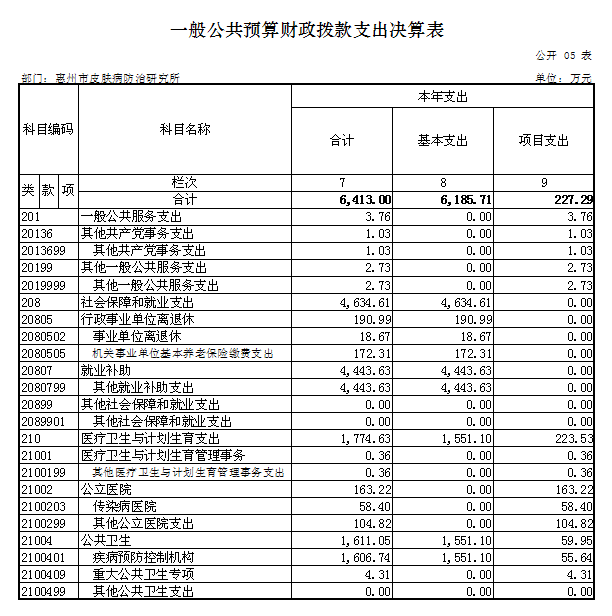 一般公共预算财政拨款支出决算表
公开 05 表
部门：惠州市皮肤病防治研究所 单位：万元
科目编码 科目名称 本年支出
合计 基本支出 项目支出
类 款 项 栏次 7 8 9
合计 6,413.00 6,185.71 227.29
201 一般公共服务支出 3.76 0.00 3.76
20136 其他共产党事务支出 1.03 0.00 1.03
2013699 其他共产党事务支出 1.03 0.00 1.03
20199 其他一般公共服务支出 2.73 0.00 2.73
2019999 其他一般公共服务支出 2.73 0.00 2.73
208 社会保障和就业支出 4,634.61 4,634.61 0.00
20805 行政事业单位离退休 190.99 190.99 0.00
2080502 事业单位离退休 18.67 18.67 0.00
2080505 机关事业单位基本养老保险缴费支出 172.31 172.31 0.00
20807 就业补助 4,443.63 4,443.63 0.00
2080799 其他就业补助支出 4,443.63 4,443.63 0.00
20899 其他社会保障和就业支出 0.00 0.00 0.00
2089901 其他社会保障和就业支出 0.00 0.00 0.00
210 医疗卫生与计划生育支出 1,774.63 1,551.10 223.53
21001 医疗卫生与计划生育管理事务 0.36 0.00 0.36
2100199 其他医疗卫生与计划生育管理事务支出 0.36 0.00 0.36
21002 公立医院 163.22 0.00 163.22
2100203 传染病医院 58.40 0.00 58.40
2100299 其他公立医院支出 104.82 0.00 104.82
21004 公共卫生 1,611.05 1,551.10 59.95
2100401 疾病预防控制机构 1,606.74 1,551.10 55.64
2100409 重大公共卫生专项 4.31 0.00 4.31
2100499 其他公共卫生支出 0.00 0.00 0.00